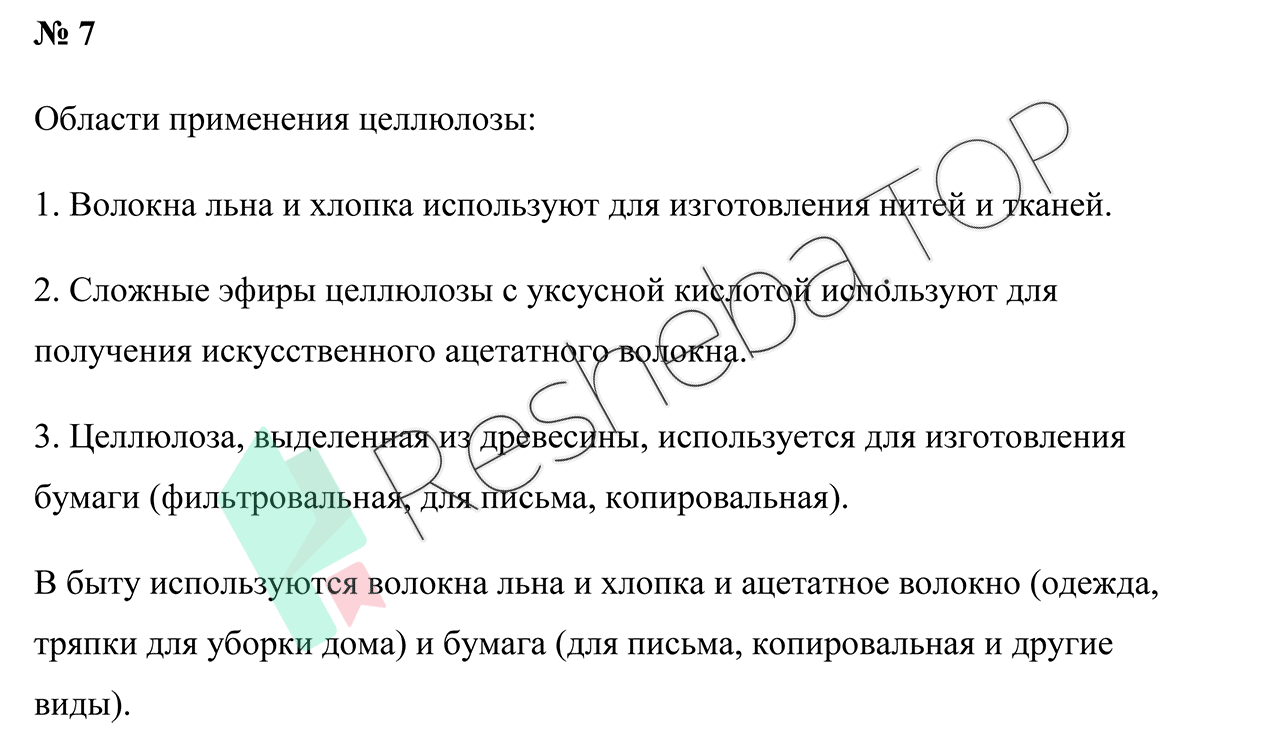 № 7
Области применения целлюлозы:
1. Волокна льна и хлопка используют для изготовления нитей и тканей.
2. Сложные эфиры целлюлозы с уксусной кислотой используют для
получения искусственного ацетатного волокна.
3. Целлюлоза, выделенная из древесины, используется для изготовления
бумаги (фильтровальная, для письма, копировальная).
В быту используются волокна льна и хлопка и ацетатное волокно (одежда,
тряпки для уборки дома) и бумага (для письма, копировальная и другие
виды).
Resheba.TOP